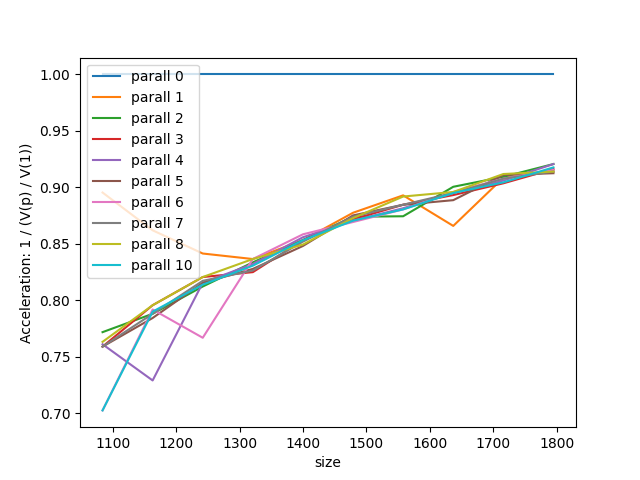 1.00
0.95
0.90
0.85
0.80
0.75
0.70
Acceleration: 1 / (V(p) / V(1))
parall 0
parall 1
parall 2
parall 3
parall 4
parall 5
parall 6
parall 7
parall 8
parall 10
1100 1200 1300 1400 1500 1600 1700 1800
size